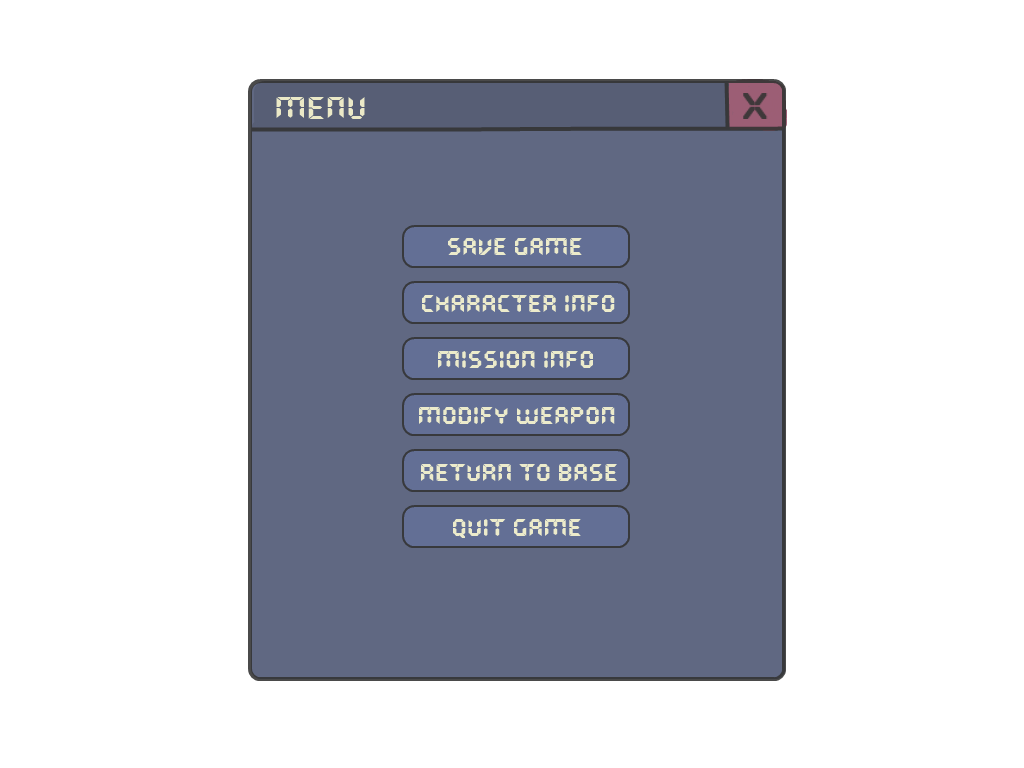 MENU
X
SAVE GAME
CHARACTER INFO
MISSION INFO
MODIFY WEAPON
RETURN TO BASE
QUIT GAME